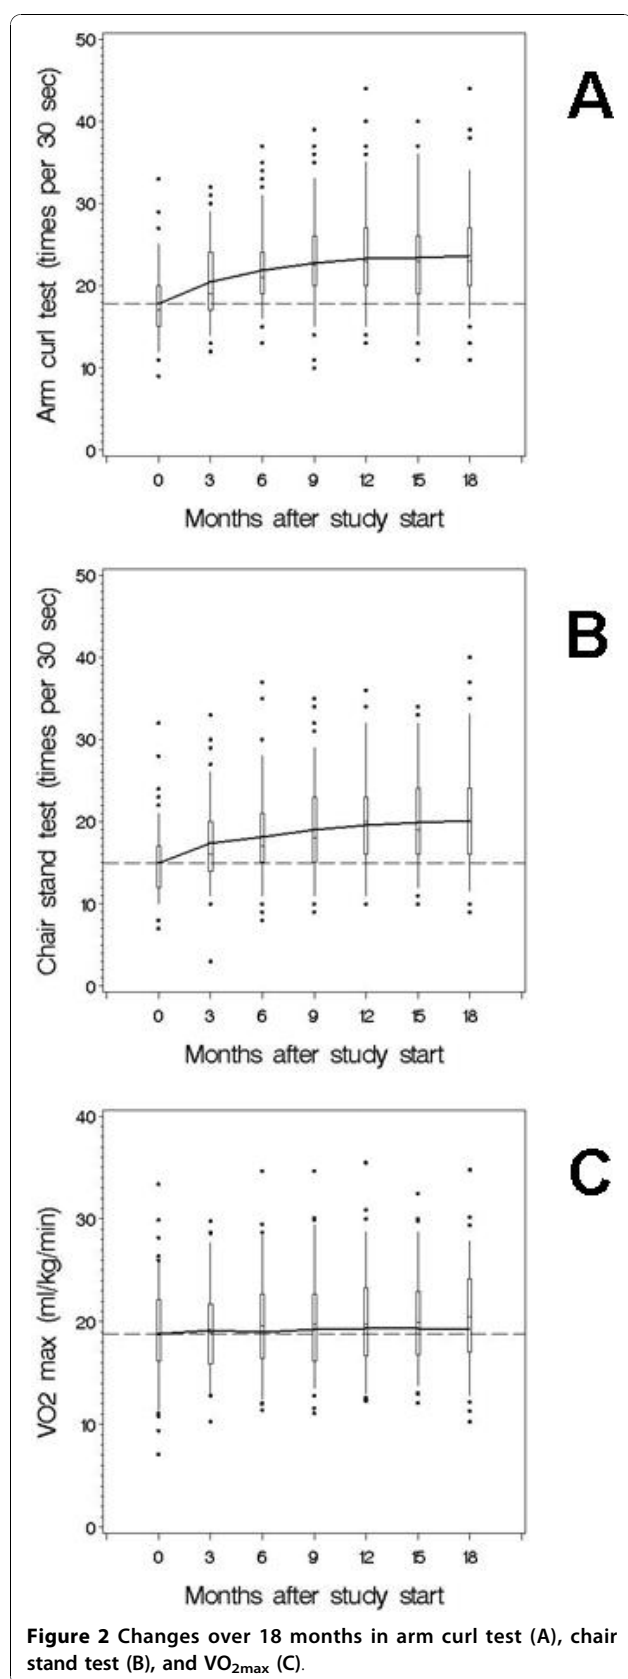 50
40
30
20
10
0
Arm curl test (times per 30 sec)
0 3 6 9 12 15 18
Months after study start
A
50
40
30
20
10
0
Chair stand test (times per 30 sec)
0 3 6 9 12 15 18
Months after study start
B
40
30
20
10
0
VO2 max (ml/kg/min)
0 3 6 9 12 15 18
Months after study start
C
Figure 2 Changes over 18 months in arm curl test (A), chair
stand test (B), and VO2max (C).